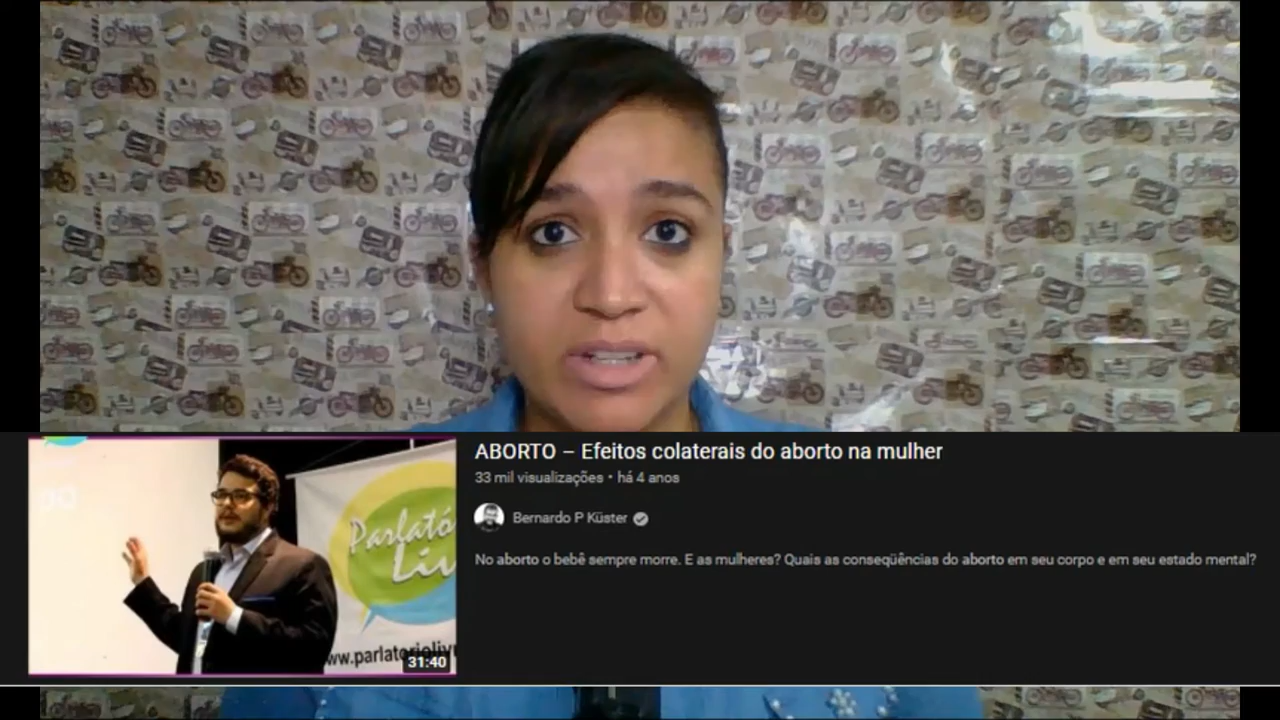 ABORTO – Efeitos colaterais do aborto na mulher
33 mil visualizações • há 4 anos
Bernardo P Küster
No aborto o bebê sempre morre. E as mulheres? Quais as conseqüências do aborto em seu corpo e em seu estado mental?
Parlató
Liv
www.parlatoriolivr
31:40